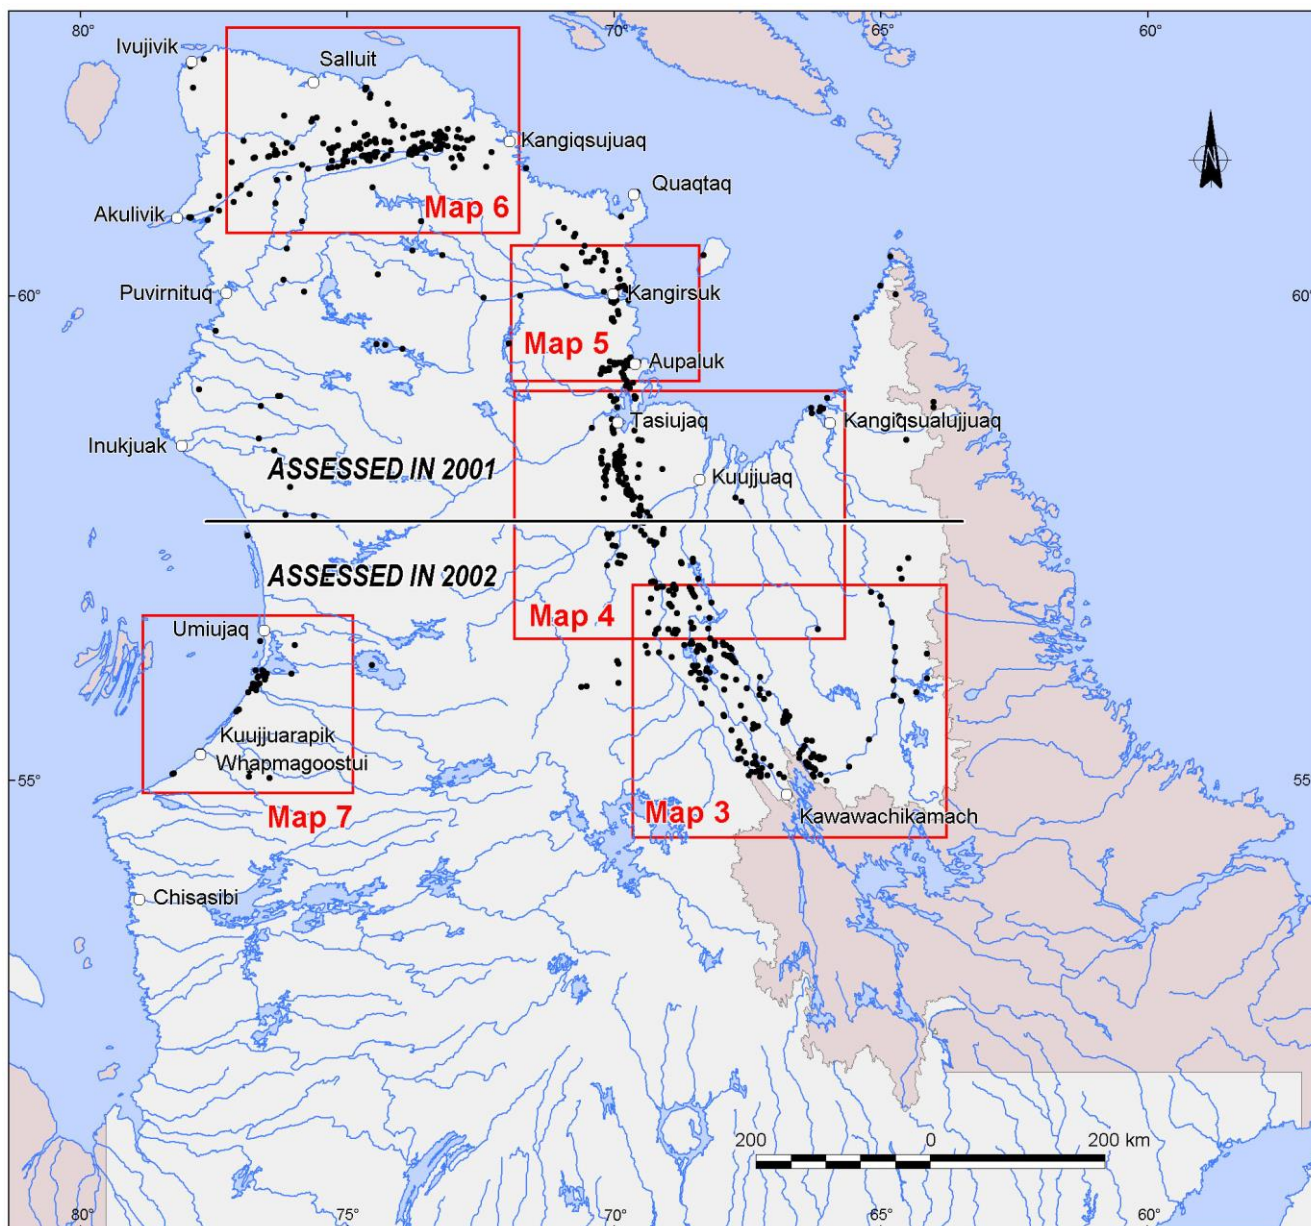 80°
70°
65°
60°
Ivujivik
Salluit
Kangiqsujuaq
N
Quaqtaq
Map 6
Akulivik
60°
Puvirnituq
Kangirsuk
60°
Map 5
Aupaluk
Tasiujaq
Kangiqsualujjuaq
Inukjuak
ASSESSED IN 2001
Kuujjuaq
ASSESSED IN 2002
Map 4
Umiujaq
Kuujjuarapik
Whapmagoostui
55°
55°
Map 7
Map 3
Kawawachikamach
Chisasibi
200
0
200 km
80°
75°
70°
65°
60°